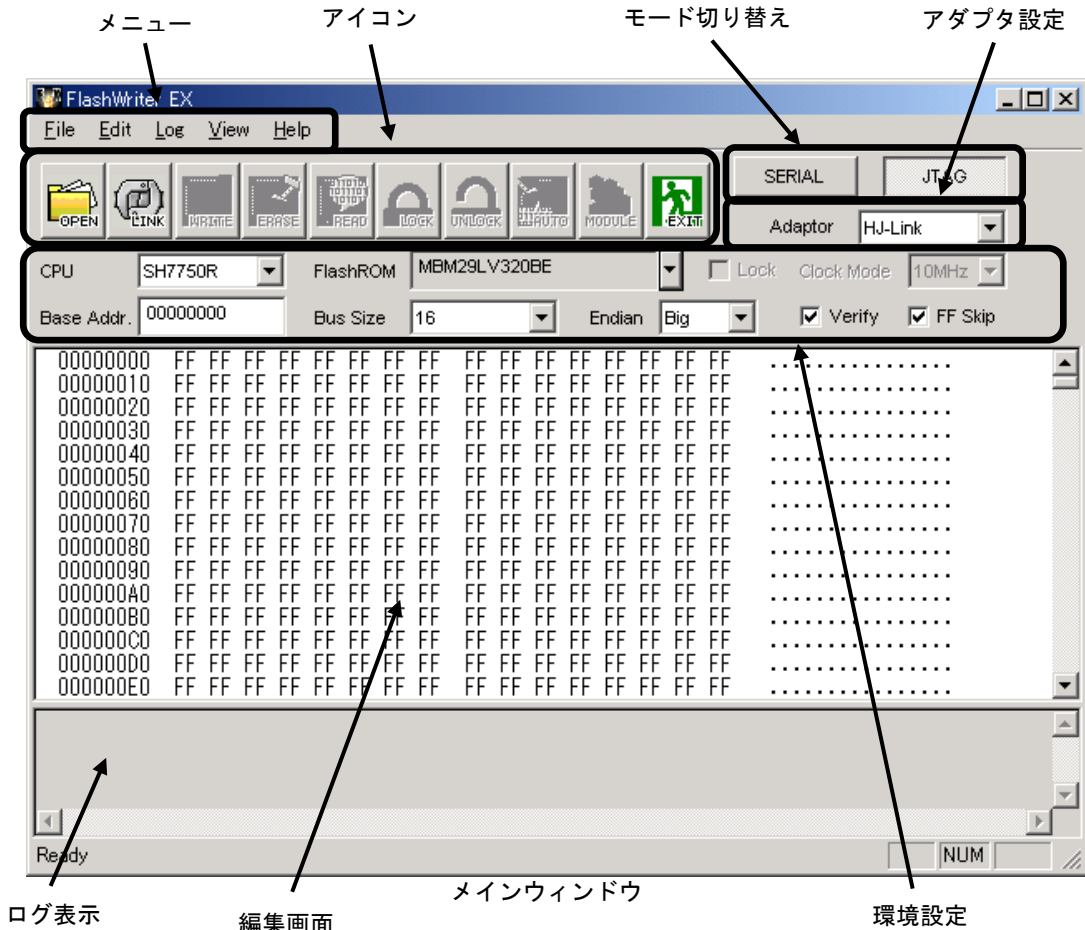 メニュー アイコン モード切り替え アダプタ設定
FlashWriter EX
File Edit Log View Help
SERIAL JTAG
OPEN LINK WRITE ERASE READ LOCK UNLOCK AUTO MODULE EXIT
Adaptor HJ-Link
CPU SH7750R FlashROM MBM29LV320BE Lock Clock Mode 10MHz
Base Addr. 00000000 Bus Size 16 Endian Big Verify FF Skip
00000000 FF FF FF FF FF FF FF FF FF FF FF FF FF FF FF FF ................
00000010 FF FF FF FF FF FF FF FF FF FF FF FF FF FF FF FF ................
00000020 FF FF FF FF FF FF FF FF FF FF FF FF FF FF FF FF ................
00000030 FF FF FF FF FF FF FF FF FF FF FF FF FF FF FF FF ................
00000040 FF FF FF FF FF FF FF FF FF FF FF FF FF FF FF FF ................
00000050 FF FF FF FF FF FF FF FF FF FF FF FF FF FF FF FF ................
00000060 FF FF FF FF FF FF FF FF FF FF FF FF FF FF FF FF ................
00000070 FF FF FF FF FF FF FF FF FF FF FF FF FF FF FF FF ................
00000080 FF FF FF FF FF FF FF FF FF FF FF FF FF FF FF FF ................
00000090 FF FF FF FF FF FF FF FF FF FF FF FF FF FF FF FF ................
000000A0 FF FF FF FF FF FF FF FF FF FF FF FF FF FF FF FF ................
000000B0 FF FF FF FF FF FF FF FF FF FF FF FF FF FF FF FF ................
000000C0 FF FF FF FF FF FF FF FF FF FF FF FF FF FF FF FF ................
000000D0 FF FF FF FF FF FF FF FF FF FF FF FF FF FF FF FF ................
000000E0 FF FF FF FF FF FF FF FF FF FF FF FF FF FF FF FF ................
Ready NUM
メインウィンドウ
ログ表示 編集画面 環境設定